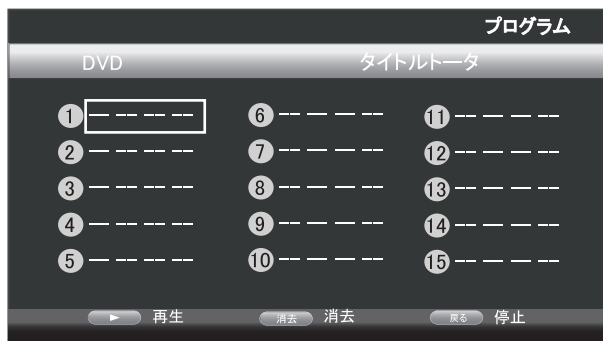 プログラム
DVD タイトルトータ
① — -- -- -- -- ⑥ -- — — -- -- ⑪ -- — — -- --
② — -- -- -- -- ⑦ -- — — -- -- ⑫ -- — — -- --
③ — -- -- -- -- ⑧ -- — — -- -- ⑬ -- — — -- --
④ — -- -- -- -- ⑨ -- — — -- -- ⑭ -- — — -- --
⑤ — -- -- -- -- ⑩ -- — — -- -- ⑮ -- — — -- --
► 再生 消去 消去 戻る 停止